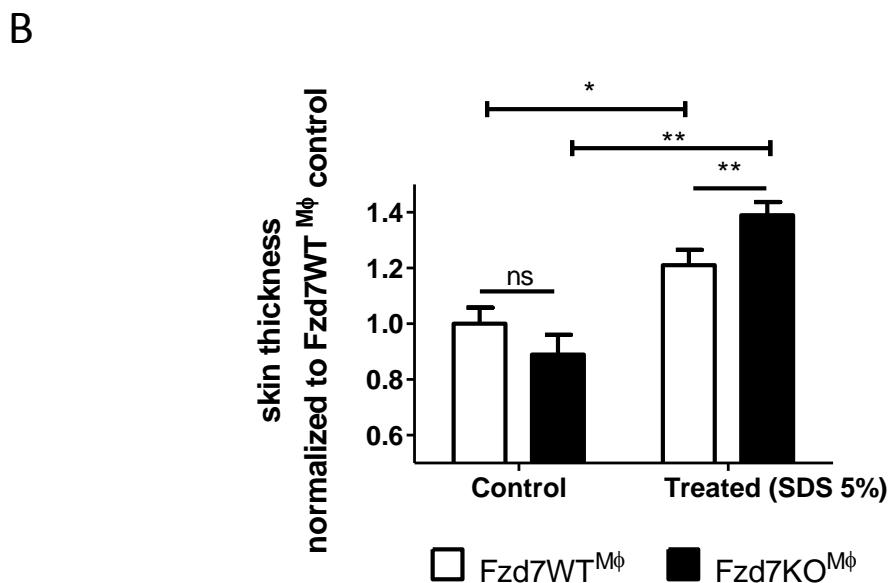 B
skin thickness
normalized to Fzd7WT Mϕ control
*
**
**
ns
1.4
1.2
1.0
0.8
0.6
Control Treated (SDS 5%)
Fzd7WTMϕ Fzd7KOMϕ